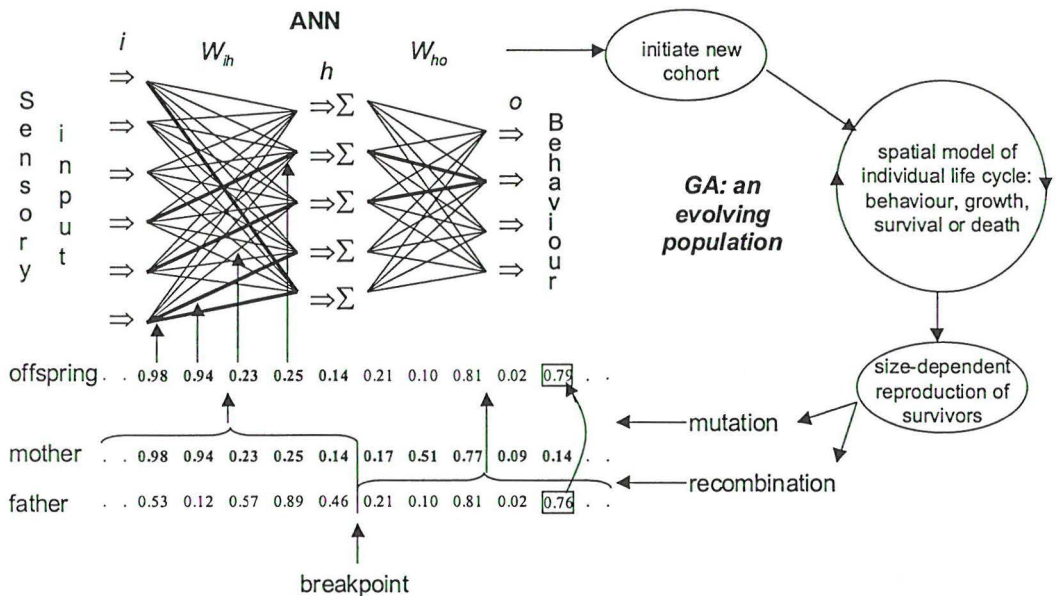 ANN
i
W_ih
h
W_ho
o
Sensory
input
⇒Σ
⇒Σ
⇒Σ
⇒Σ
⇒Σ
Behaviour
initiate new
cohort
spatial model of
individual life cycle:
behaviour, growth,
survival or death
GA: an
evolving
population
size-dependent
reproduction of
survivors
offspring . . 0.98 0.94 0.23 0.25 0.14 0.21 0.10 0.81 0.02 0.79 . .
mutation
mother . . 0.98 0.94 0.23 0.25 0.14 0.17 0.51 0.77 0.09 0.14 . .
recombination
father . . 0.53 0.12 0.57 0.89 0.46 0.21 0.10 0.81 0.02 0.76 . .
breakpoint